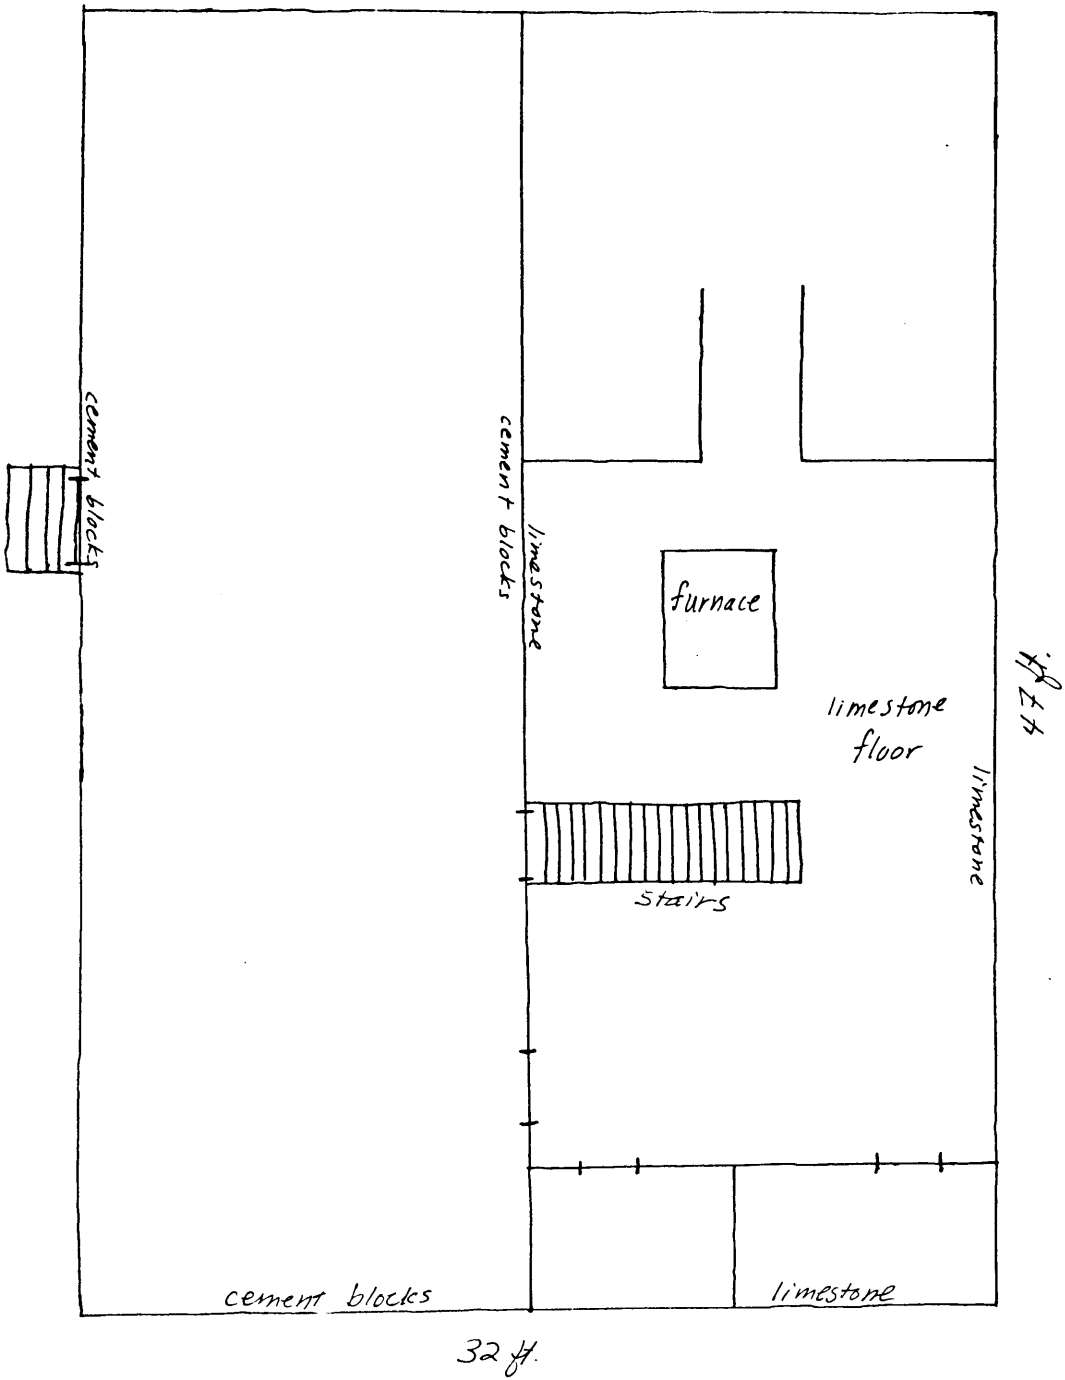 cement blocks
cement blocks
limestone
furnace
limestone
floor
47 ft.
limestone
stairs
cement blocks
limestone
32 ft.